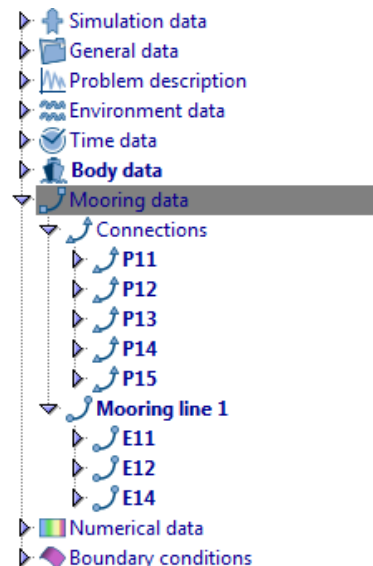 Simulation data
General data
Problem description
Environment data
Time data
Body data
Mooring data
Connections
P11
P12
P13
P14
P15
Mooring line 1
E11
E12
E14
Numerical data
Boundary conditions